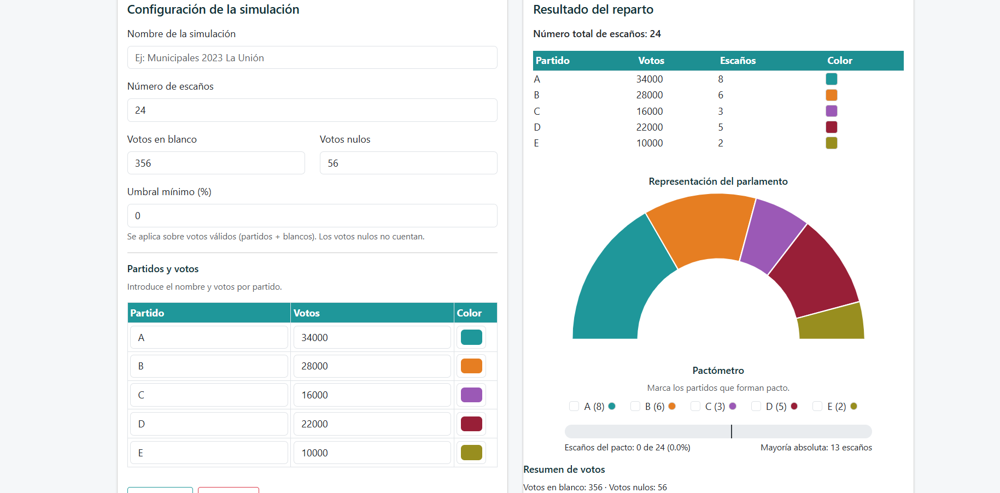 Configuración de la simulación
Nombre de la simulación
Ej: Municipales 2023 La Unión
Número de escaños
24
Votos en blanco
Votos nulos
356
56
Umbral mínimo (%)
0
Se aplica sobre votos válidos (partidos + blancos). Los votos nulos no cuentan.
Partidos y votos
Introduce el nombre y votos por partido.
Partido Votos Color
A 34000
B 28000
C 16000
D 22000
E 10000
Resultado del reparto
Número total de escaños: 24
Partido Votos Escaños Color
A 34000 8
B 28000 6
C 16000 3
D 22000 5
E 10000 2
Representación del parlamento
Pactómetro
Marca los partidos que forman pacto.
A (8) B (6) C (3) D (5) E (2)
Escaños del pacto: 0 de 24 (0.0%)
Mayoría absoluta: 13 escaños
Resumen de votos
Votos en blanco: 356 · Votos nulos: 56